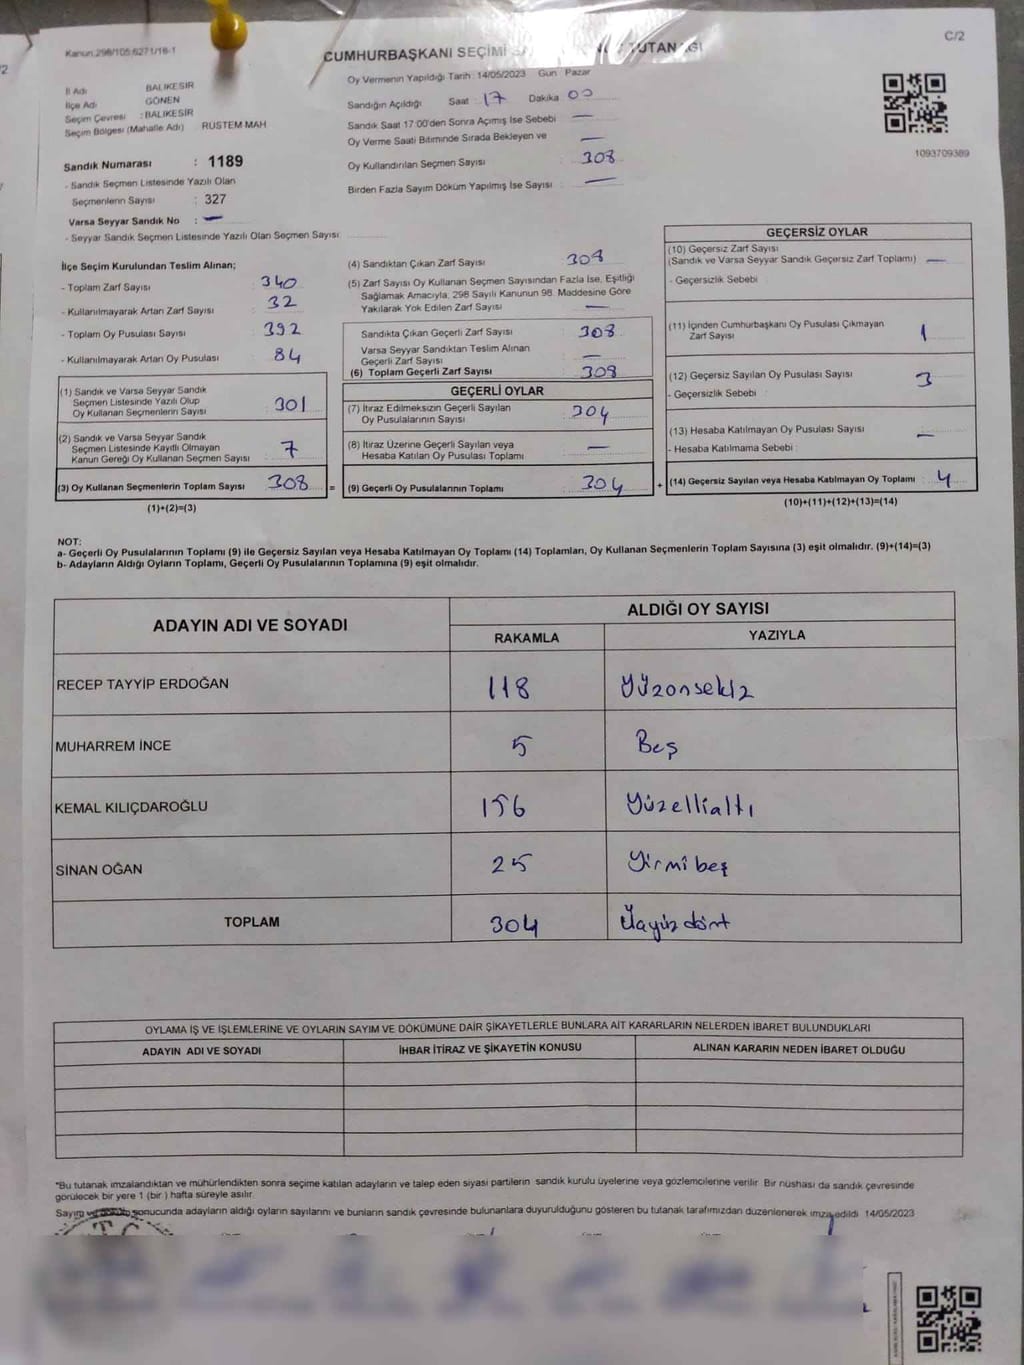 Kanun.298/105.6271/18-1
CUMHURBAŞKANI SEÇİMİ TUTANAĞI
C/2
İl Adı BALIKESİR
İlçe Adı GÖNEN
Seçim Çevresi : BALIKESİR
Seçim Bölgesi (Mahalle Adı) RÜSTEM MAH
Sandık Numarası : 1189
- Sandık Seçmen Listesinde Yazılı Olan
Seçmenlerin Sayısı : 327
Varsa Seyyar Sandık No : —
- Seyyar Sandık Seçmen Listesinde Yazılı Olan Seçmen Sayısı
Oy Vermenin Yapıldığı Tarih: 14/05/2023 Gün Pazar
Sandığın Açıldığı Saat 17 Dakika 00
Sandık Saat 17:00'den Sonra Açımış İse Sebebi —
Oy Verme Saati Bitiminde Sırada Bekleyen ve —
Oy Kullandırılan Seçmen Sayısı 308
Birden Fazla Sayım Döküm Yapılmış İse Sayısı —
1093709389
İlçe Seçim Kurulundan Teslim Alınan;
- Toplam Zarf Sayısı : 340
- Kullanılmayarak Artan Zarf Sayısı : 32
- Toplam Oy Pusulası Sayısı : 392
- Kullanılmayarak Artan Oy Pusulası : 84
(1) Sandık ve Varsa Seyyar Sandık
Seçmen Listesinde Yazılı Olup
Oy Kullanan Seçmenlerin Sayısı : 301
(2) Sandık ve Varsa Seyyar Sandık
Seçmen Listesinde Kayıtlı Olmayan
Kanun Gereği Oy Kullanan Seçmen Sayısı : 7
(3) Oy Kullanan Seçmenlerin Toplam Sayısı : 308 =
(1)+(2)=(3)
(4) Sandıktan Çıkan Zarf Sayısı : 308
(5) Zarf Sayısı Oy Kullanan Seçmen Sayısından Fazla İse, Eşitliği
Sağlamak Amacıyla, 298 Sayılı Kanunun 98. Maddesine Göre
Yakılarak Yok Edilen Zarf Sayısı : —
Sandıkta Çıkan Geçerli Zarf Sayısı : 308
Varsa Seyyar Sandıktan Teslim Alınan
Geçerli Zarf Sayısı : —
(6) Toplam Geçerli Zarf Sayısı : 308
GEÇERLİ OYLAR
(7) İtiraz Edilmeksizin Geçerli Sayılan
Oy Pusulalarının Sayısı : 304
(8) İtiraz Üzerine Geçerli Sayılan veya
Hesaba Katılan Oy Pusulası Toplamı : —
(9) Geçerli Oy Pusulalarının Toplamı : 304 +
GEÇERSİZ OYLAR
(10) Geçersiz Zarf Sayısı
(Sandık ve Varsa Seyyar Sandık Geçersiz Zarf Toplamı) : —
- Geçersizlik Sebebi
(11) İçinden Cumhurbaşkanı Oy Pusulası Çıkmayan
Zarf Sayısı 1
(12) Geçersiz Sayılan Oy Pusulası Sayısı : 3
- Geçersizlik Sebebi
(13) Hesaba Katılmayan Oy Pusulası Sayısı : —
- Hesaba Katılmama Sebebi
(14) Geçersiz Sayılan veya Hesaba Katılmayan Oy Toplamı : 4
(10)+(11)+(12)+(13)=(14)
NOT:
a- Geçerli Oy Pusulalarının Toplamı (9) ile Geçersiz Sayılan veya Hesaba Katılmayan Oy Toplamı (14) Toplamları, Oy Kullanan Seçmenlerin Toplam Sayısına (3) eşit olmalıdır. (9)+(14)=(3)
b- Adayların Aldığı Oyların Toplamı, Geçerli Oy Pusulalarının Toplamına (9) eşit olmalıdır.
ADAYIN ADI VE SOYADI ALDIĞI OY SAYISI
RAKAMLA YAZIYLA
RECEP TAYYİP ERDOĞAN 118 Yüzonsekiz
MUHARREM İNCE 5 Beş
KEMAL KILIÇDAROĞLU 156 Yüzellialtı
SİNAN OĞAN 25 Yirmibeş
TOPLAM 304 Üçyüzdört
OYLAMA İŞ VE İŞLEMLERİNE VE OYLARIN SAYIM VE DÖKÜMÜNE DAİR ŞİKAYETLERLE BUNLARA AİT KARARLARIN NELERDEN İBARET BULUNDUKLARI
ADAYIN ADI VE SOYADI İHBAR İTİRAZ VE ŞİKAYETİN KONUSU ALINAN KARARIN NEDEN İBARET OLDUĞU
"Bu tutanak imzalandıktan ve mühürlendikten sonra seçime katılan adayların ve talep eden siyasi partilerin sandık kurulu üyelerine veya gözlemcilerine verilir. Bir nüshası da sandık çevresinde
görülecek bir yere 1 (bir ) hafta süreyle asılır.
Sayım sonucunda adayların aldığı oyların sayılarını ve bunların sandık çevresinde bulunanlara duyurulduğunu gösteren bu tutanak tarafımızdan düzenlenerek imza edildi 14/05/2023
T.C.